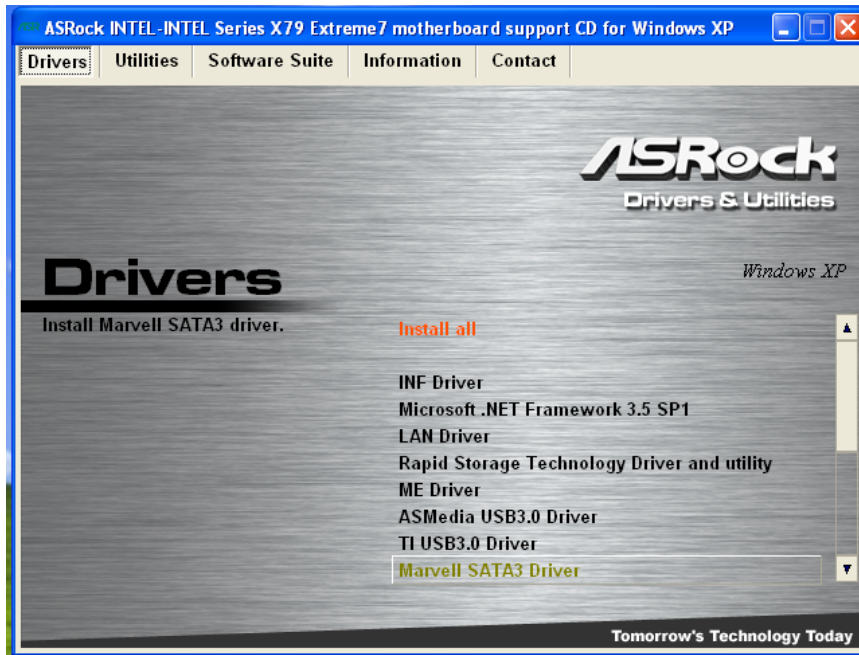 ASRock INTEL-INTEL Series X79 Extreme7 motherboard support CD for Windows XP
Drivers Utilities Software Suite Information Contact
ASRock
Drivers & Utilities
Drivers
Windows XP
Install Marvell SATA3 driver.
Install all
INF Driver
Microsoft .NET Framework 3.5 SP1
LAN Driver
Rapid Storage Technology Driver and utility
ME Driver
ASMedia USB3.0 Driver
TI USB3.0 Driver
Marvell SATA3 Driver
Tomorrow's Technology Today